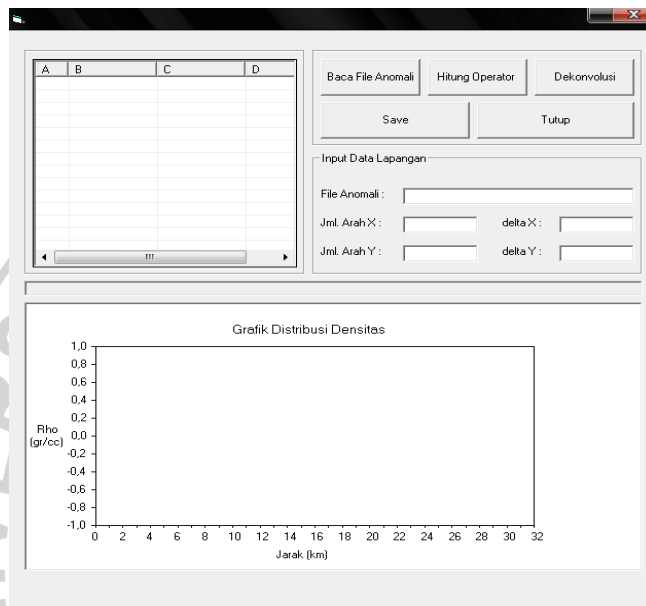 A B C D
Baca File Anomali Hitung Operator Dekonvolusi
Save Tutup
Input Data Lapangan
File Anomali :
Jml. Arah X : delta X :
Jml. Arah Y : delta Y :
Grafik Distribusi Densitas
1,0
0,8
0,6
0,4
0,2
Rho
(gr/cc)
0,0
-0,2
-0,4
-0,6
-0,8
-1,0
0 2 4 6 8 10 12 14 16 18 20 22 24 26 28 30 32
Jarak (km)